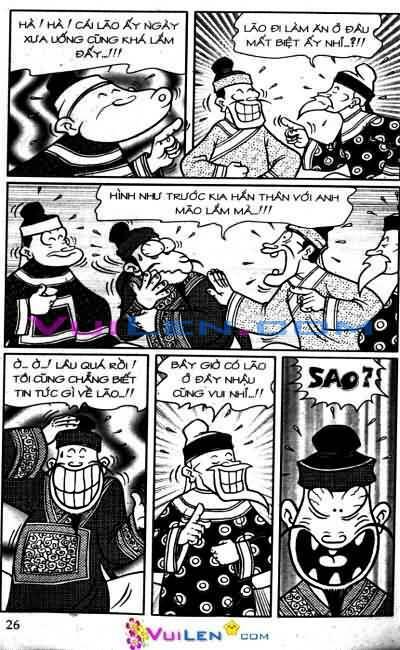 HÀ! HÀ! CÁI LÃO ẤY NGÀY
XƯA UỐNG CŨNG KHÁ LẮM
ĐẤY...!!!
LÃO ĐI LÀM ĂN Ở ĐÂU
MẤT BIỆT ẤY NHỈ...?!!
HÌNH NHƯ TRƯỚC KIA HẮN THÂN VỚI ANH
MÃO LẮM MÀ...!!!
VUILEN.COM
Ờ... Ờ...! LÂU QUÁ RỒI!
TÔI CŨNG CHẲNG BIẾT
TIN TỨC GÌ VỀ LÃO...!!
BÂY GIỜ CÓ LÃO
Ở ĐÂY NHẬU
CŨNG VUI NHỈ...!!
SAO?
26
VUILEN.COM